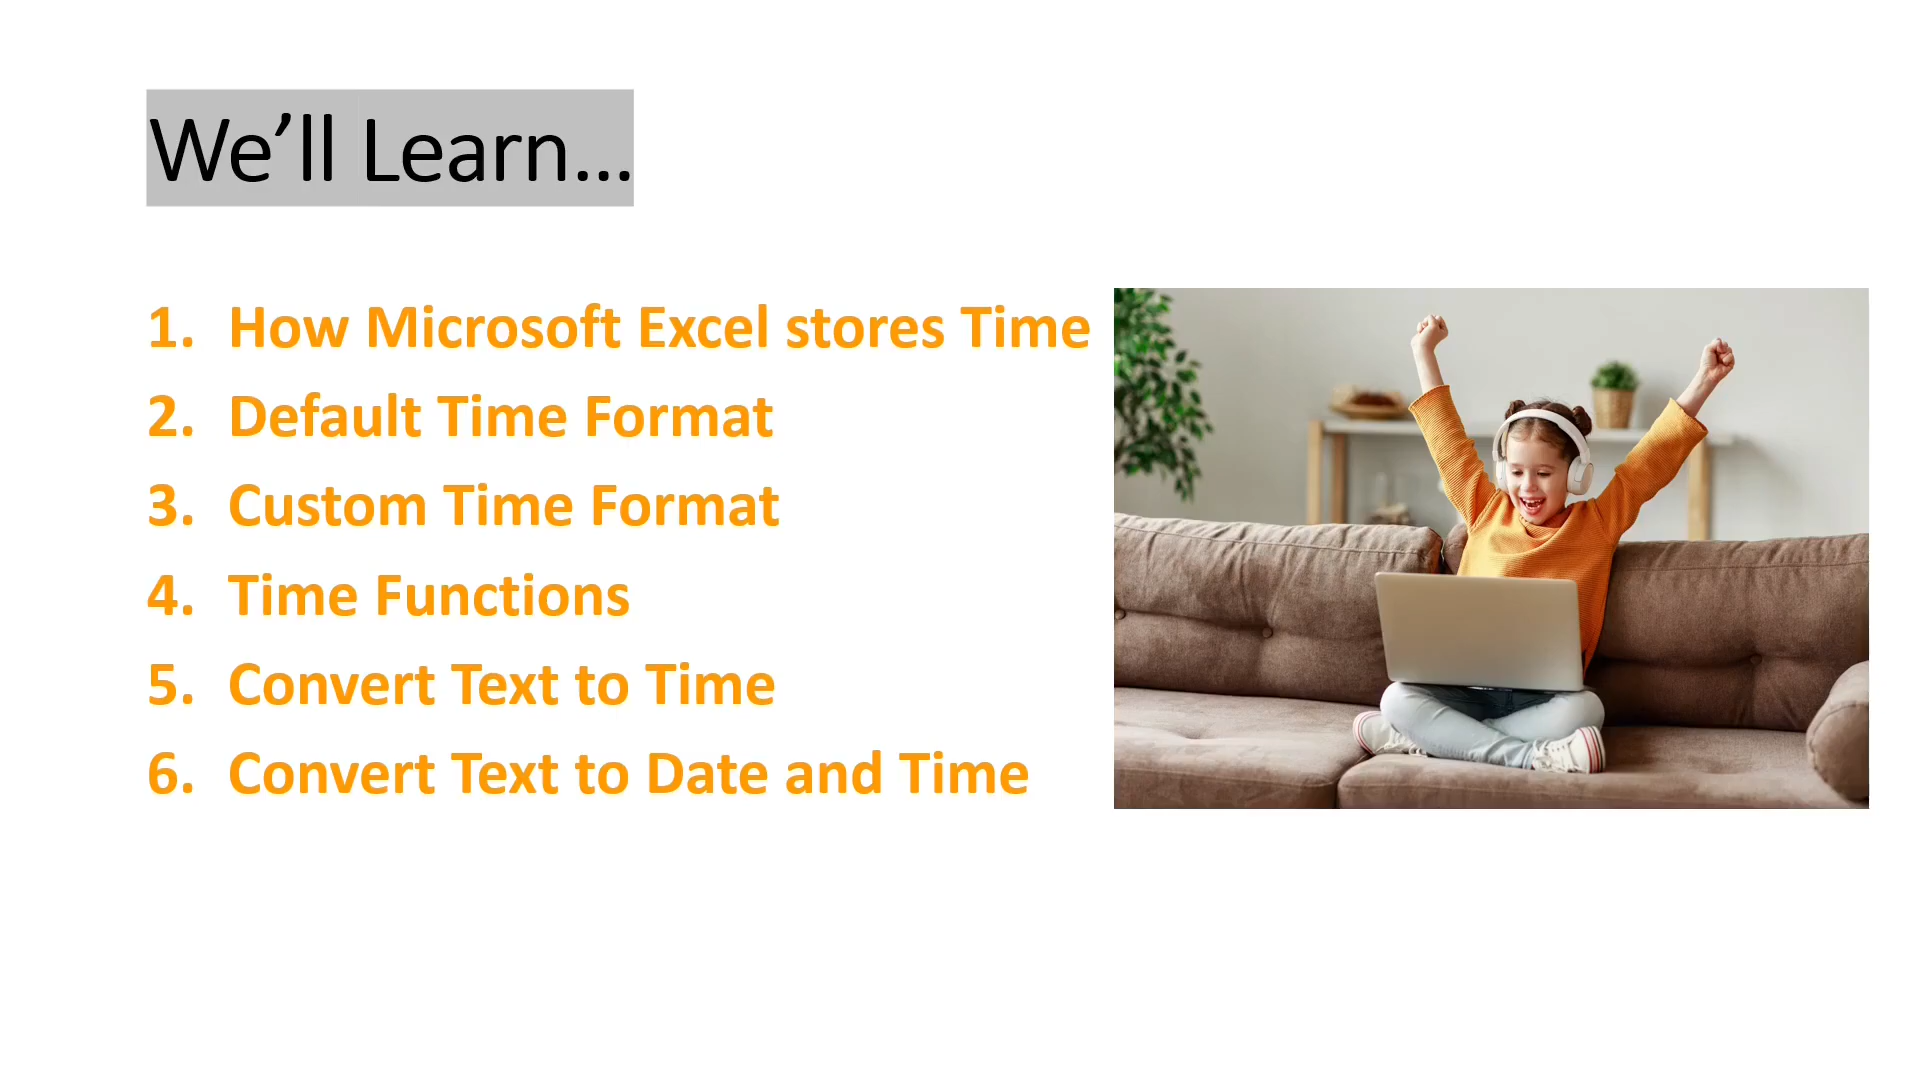 We’ll Learn…
1. How Microsoft Excel stores Time
2. Default Time Format
3. Custom Time Format
4. Time Functions
5. Convert Text to Time
6. Convert Text to Date and Time